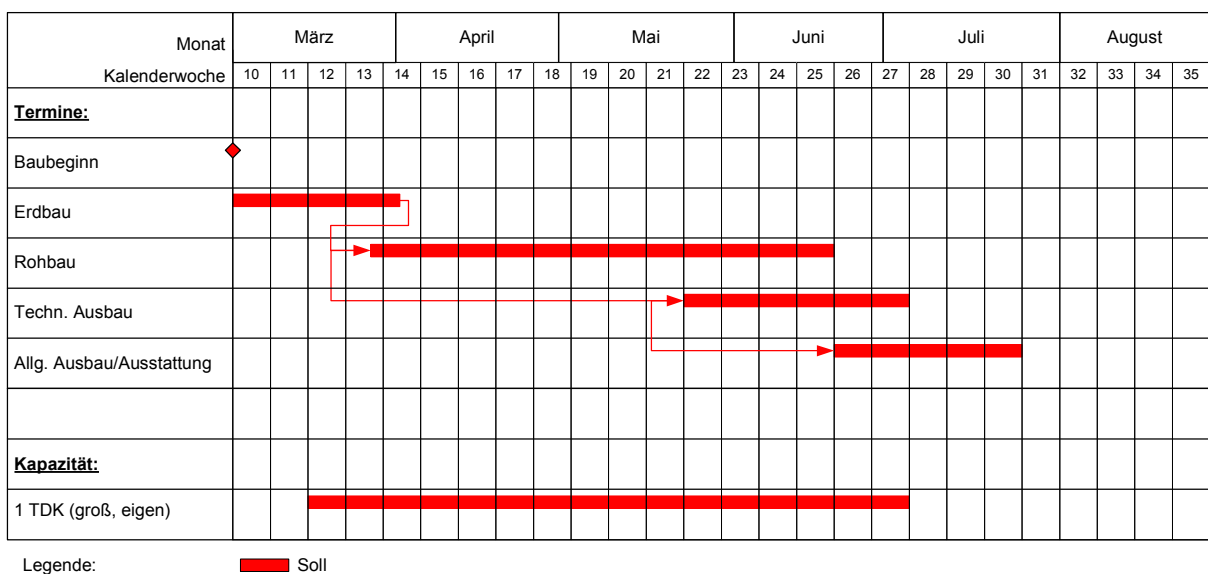 Monat März April Mai Juni Juli August
Kalenderwoche 10 11 12 13 14 15 16 17 18 19 20 21 22 23 24 25 26 27 28 29 30 31 32 33 34 35
Termine:
Baubeginn
Erdbau
Rohbau
Techn. Ausbau
Allg. Ausbau/Ausstattung
Kapazität:
1 TDK (groß, eigen)
Legende: Soll